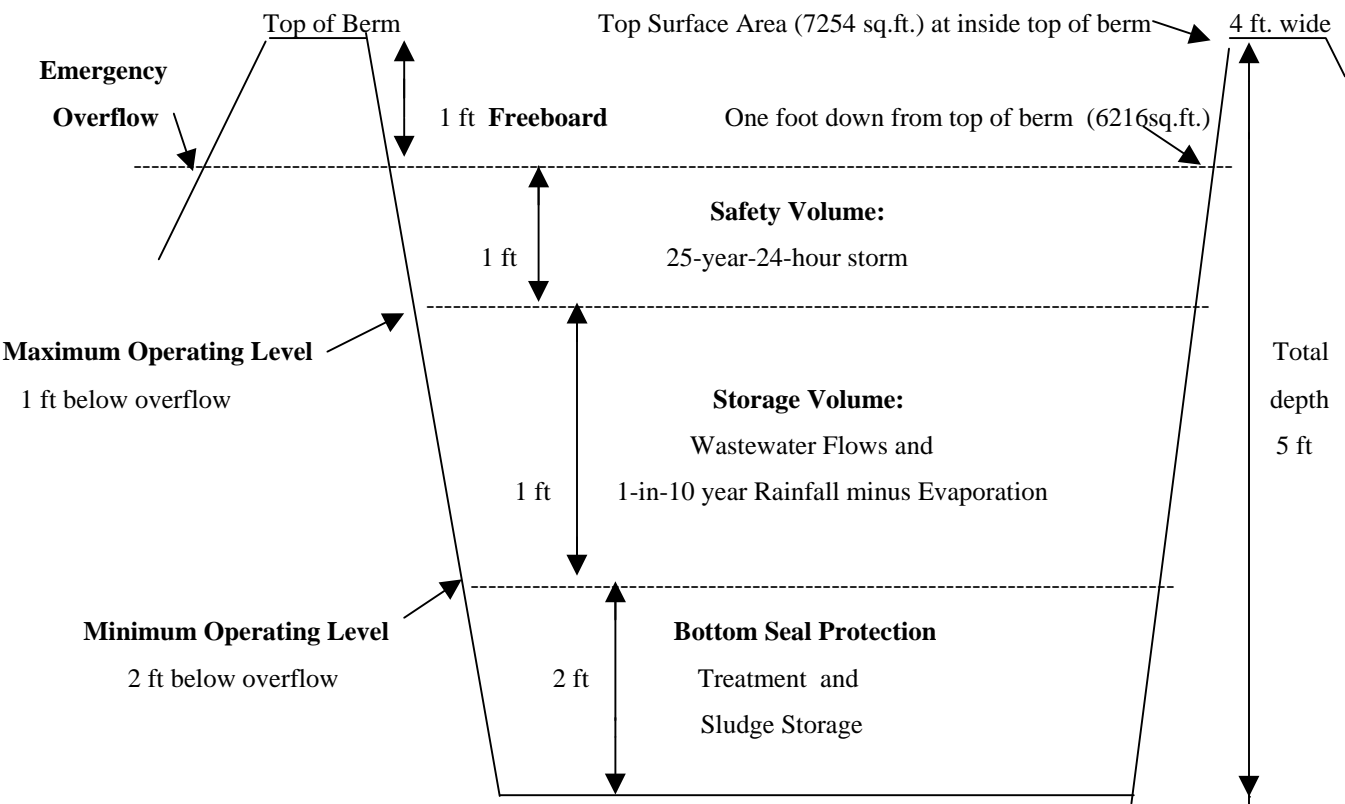 Top of Berm
Top Surface Area (7254 sq.ft.) at inside top of berm
4 ft. wide
Emergency
Overflow
1 ft Freeboard
One foot down from top of berm (6216sq.ft.)
Safety Volume:
1 ft
25-year-24-hour storm
Maximum Operating Level
1 ft below overflow
Total
depth
5 ft
Storage Volume:
Wastewater Flows and
1 ft
1-in-10 year Rainfall minus Evaporation
Minimum Operating Level
2 ft below overflow
Bottom Seal Protection
2 ft
Treatment and
Sludge Storage